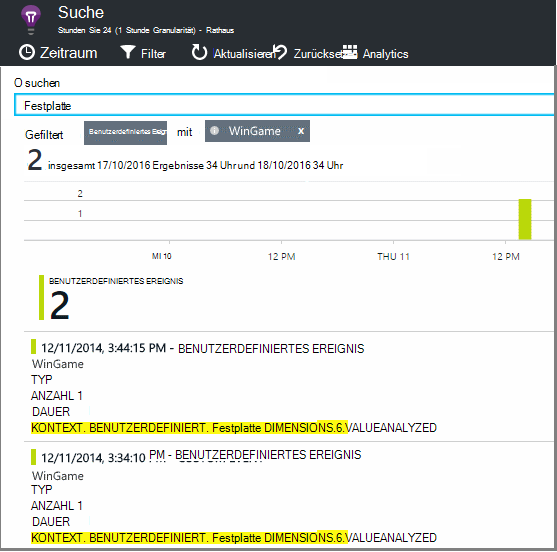 Suche
Stunden Sie 24 (1 Stunde Granularität) - Rathaus
Zeitraum Filter Aktualisieren Zurückse Analytics
O suchen
Festplatte
Gefiltert Benutzerdefiniertes Ereign mit WinGame x
2 insgesamt 17/10/2016 Ergebnisse 34 Uhr und 18/10/2016 34 Uhr
2
1
MI 10 12 PM THU 11 12 PM
BENUTZERDEFINIERTES EREIGNIS
2
12/11/2014, 3:44:15 PM - BENUTZERDEFINIERTES EREIGNIS
WinGame
TYP
ANZAHL 1
DAUER
KONTEXT. BENUTZERDEFINIERT. Festplatte DIMENSIONS.6.VALUEANALYZED
12/11/2014, 3:34:10 PM - BENUTZERDEFINIERTES EREIGNIS
WinGame
TYP
ANZAHL 1
DAUER
KONTEXT. BENUTZERDEFINIERT. Festplatte DIMENSIONS.6.VALUEANALYZED